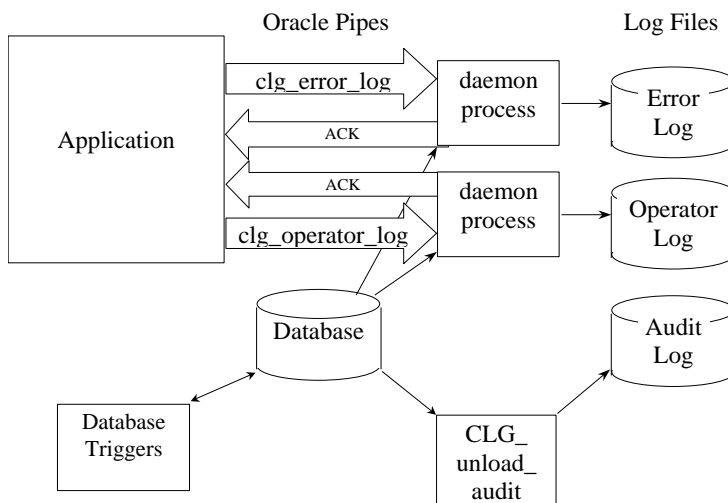 Oracle Pipes
Log Files
clg_error_log
daemon
process
Error
Log
Application
ACK
ACK
daemon
process
Operator
Log
clg_operator_log
Database
Audit
Log
Database
Triggers
CLG_
unload_
audit